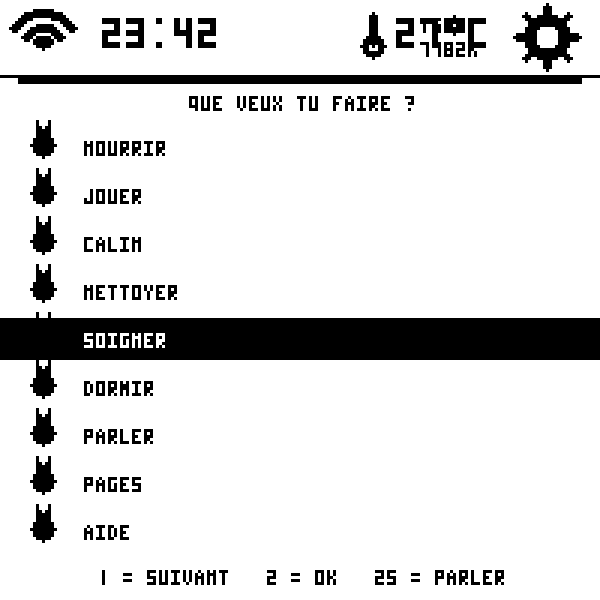 23:42 27°C
QUE VEUX TU FAIRE ?
NOURRIR
JOUER
CALIN
NETTOYER
SOIGNER
DORMIR
PARLER
PAGES
AIDE
1 = SUIVANT 2 = OK 2S = PARLER